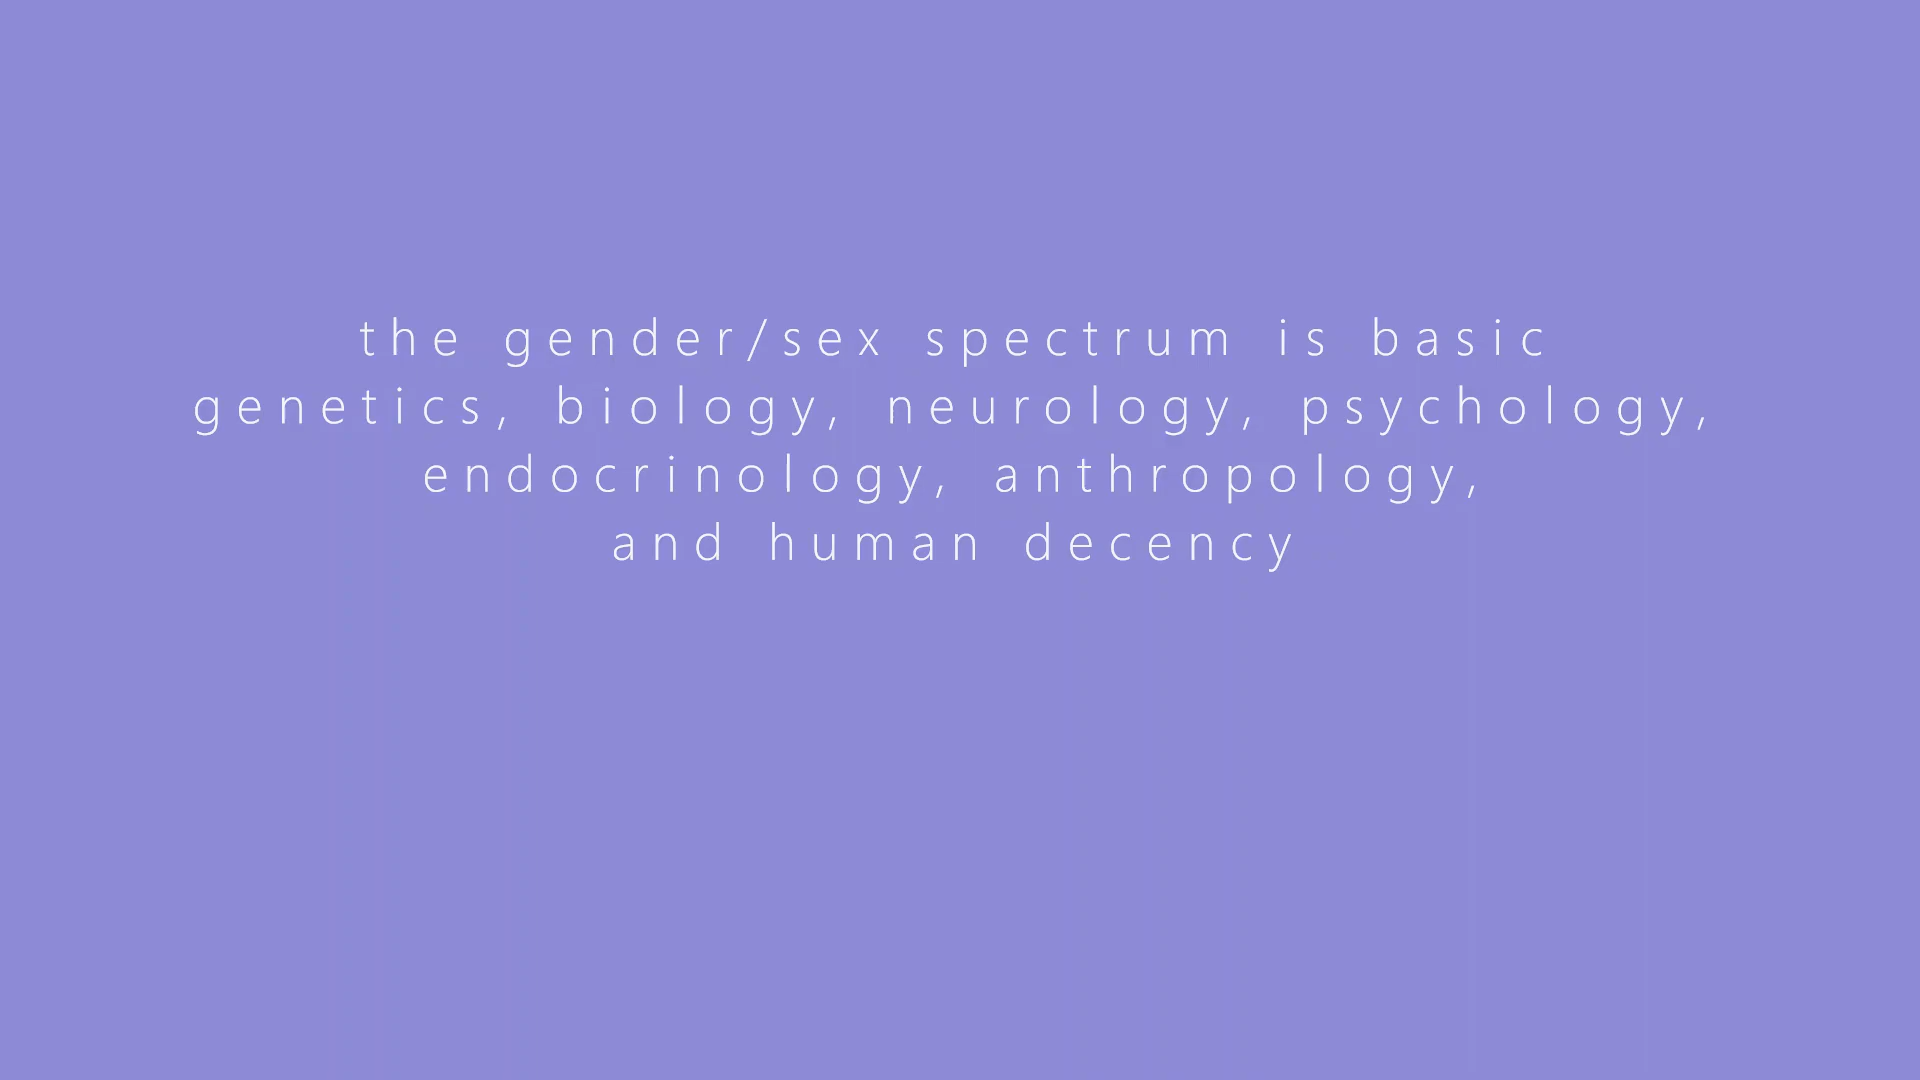 the gender/sex spectrum is basic
genetics, biology, neurology, psychology,
endocrinology, anthropology,
and human decency